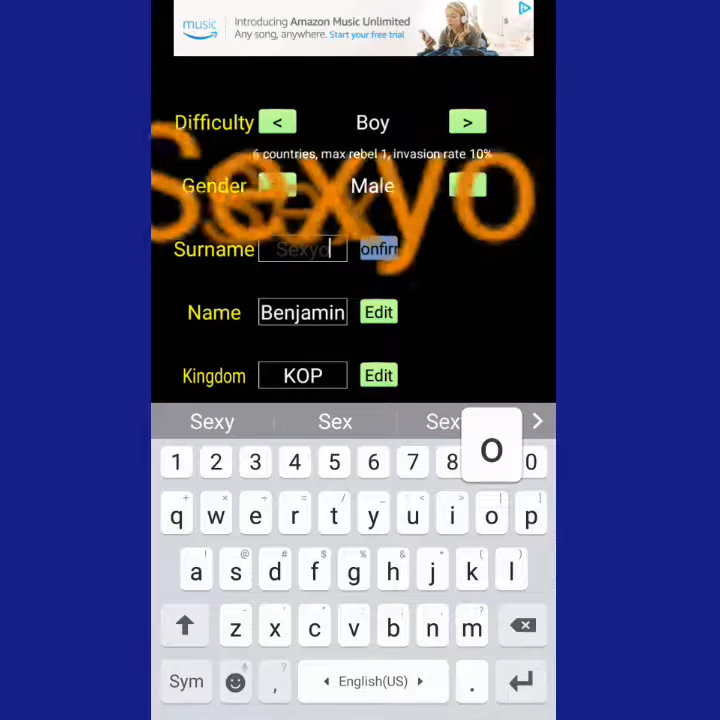 music
Introducing Amazon Music Unlimited
Any song, anywhere. Start your free trial
Difficulty < Boy >
6 countries, max rebel 1, invasion rate 10%
Sexyo
Gender Male
Surname Sexyo onfirr
Name Benjamin Edit
Kingdom KOP Edit
Sexy Sex Sex >
o
1 2 3 4 5 6 7 8 0
q w e r t y u i o p
a s d f g h j k l
z x c v b n m
Sym , English(US) .